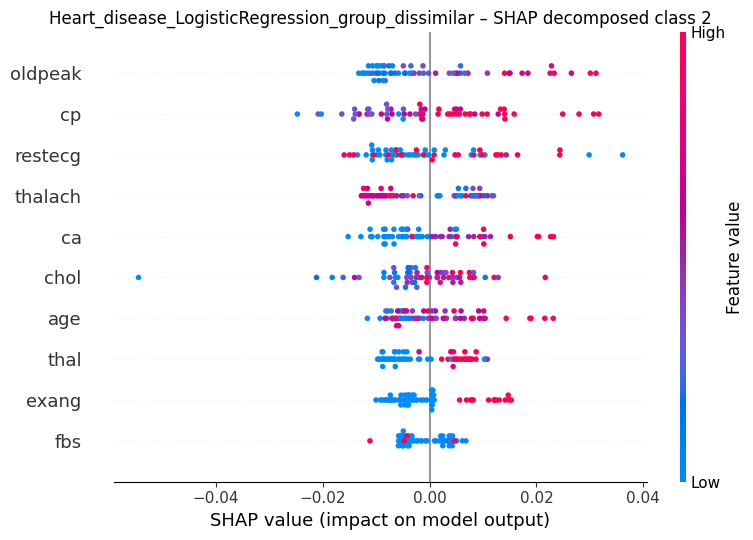 Heart_disease_LogisticRegression_group_dissimilar – SHAP decomposed class 2
High
oldpeak
cp
restecg
thalach
ca
chol
age
thal
exang
fbs
Feature value
Low
−0.04 −0.02 0.00 0.02 0.04
SHAP value (impact on model output)